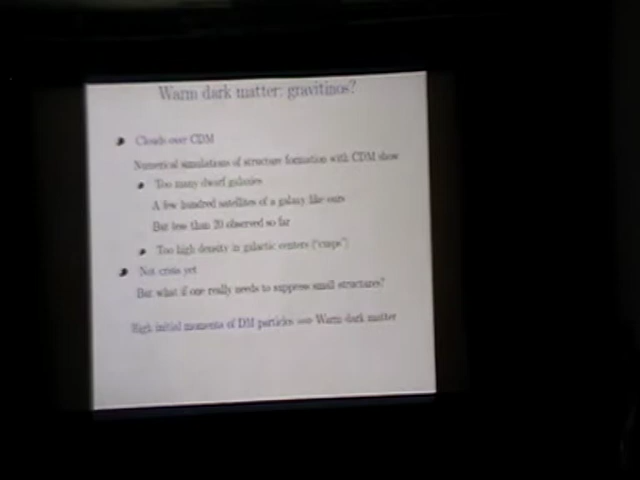 Warm dark matter: gravitinos?
Clouds over CDM
Numerical simulations of structure formation with CDM show
Too many dwarf galaxies
A few hundred satellites of a galaxy like ours
But less than 20 observed so far
Too high density in galactic centers ("cusps")
Not crisis yet
But what if one really needs to suppress small structures?
High initial momenta of DM particles ⟹ Warm dark matter